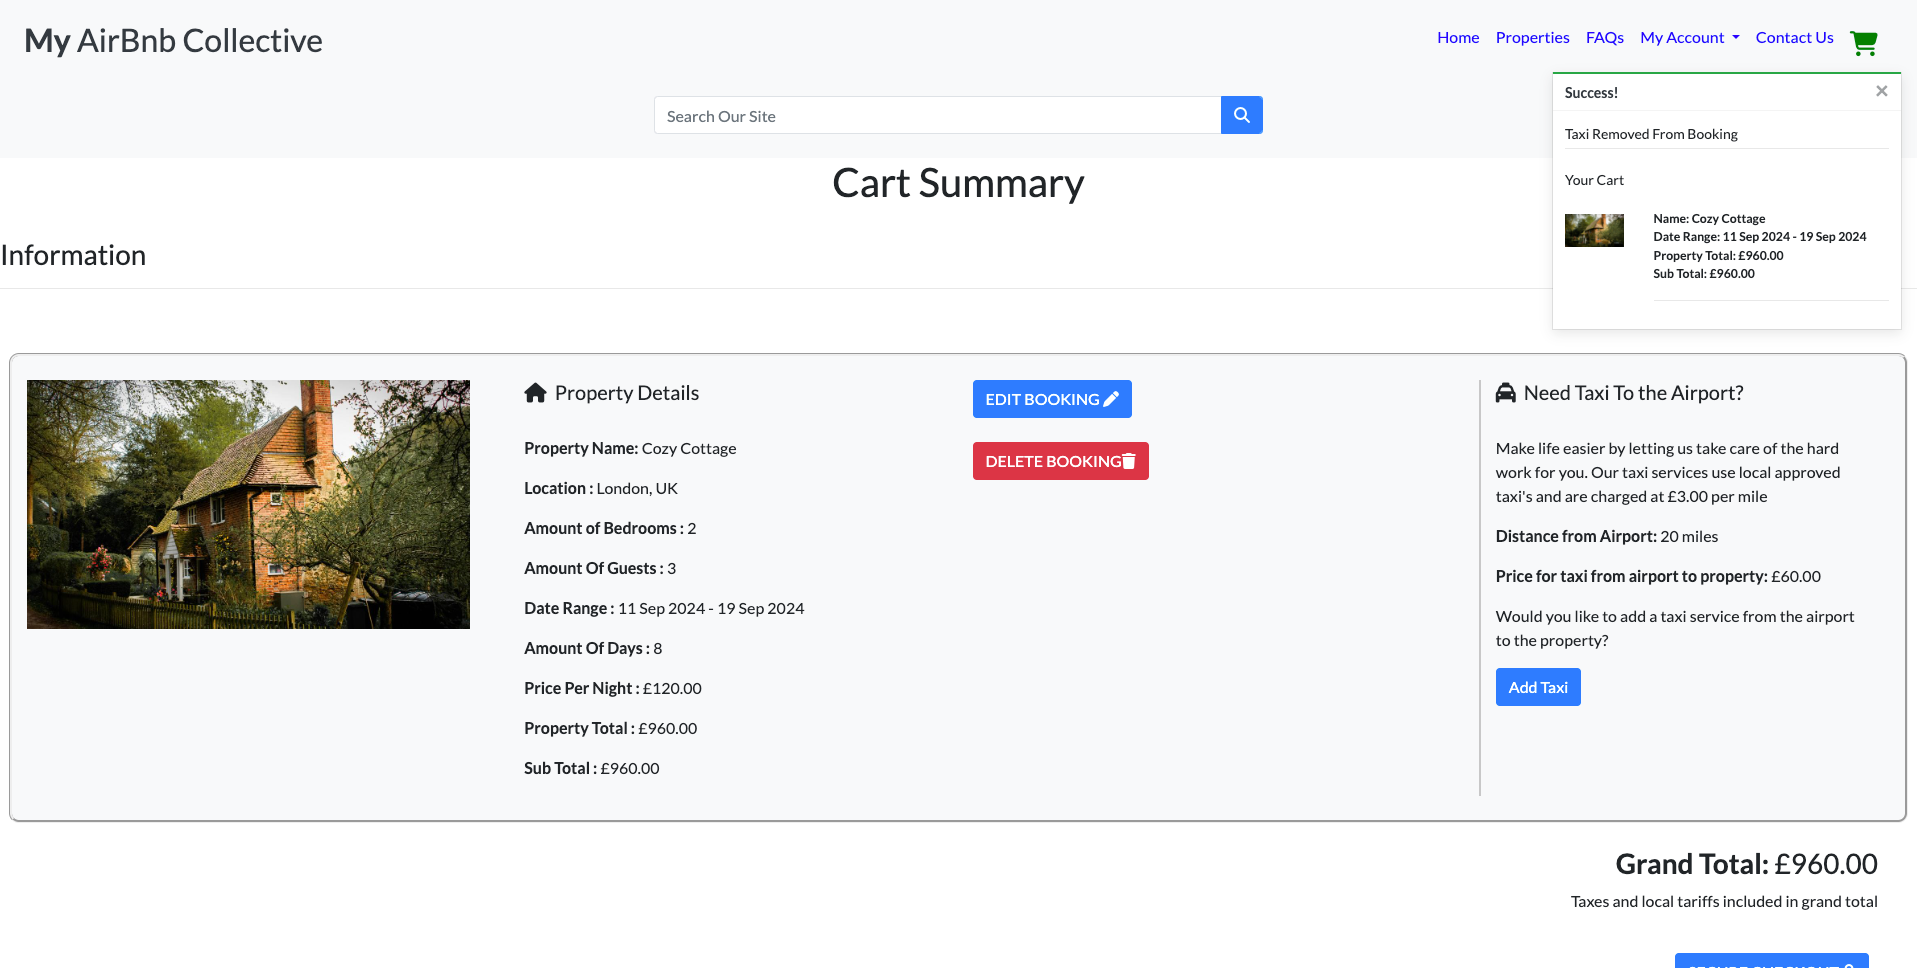 My AirBnb Collective
Home
Properties
FAQs
My Account
Contact Us
Search Our Site
Success!
×
Taxi Removed From Booking
Your Cart
Name: Cozy Cottage
Date Range: 11 Sep 2024 - 19 Sep 2024
Property Total: £960.00
Sub Total: £960.00
Cart Summary
Information
Property Details
Property Name: Cozy Cottage
Location : London, UK
Amount of Bedrooms : 2
Amount Of Guests : 3
Date Range : 11 Sep 2024 - 19 Sep 2024
Amount Of Days : 8
Price Per Night : £120.00
Property Total : £960.00
Sub Total : £960.00
EDIT BOOKING
DELETE BOOKING
Need Taxi To the Airport?
Make life easier by letting us take care of the hard
work for you. Our taxi services use local approved
taxi's and are charged at £3.00 per mile
Distance from Airport: 20 miles
Price for taxi from airport to property: £60.00
Would you like to add a taxi service from the airport
to the property?
Add Taxi
Grand Total: £960.00
Taxes and local tariffs included in grand total